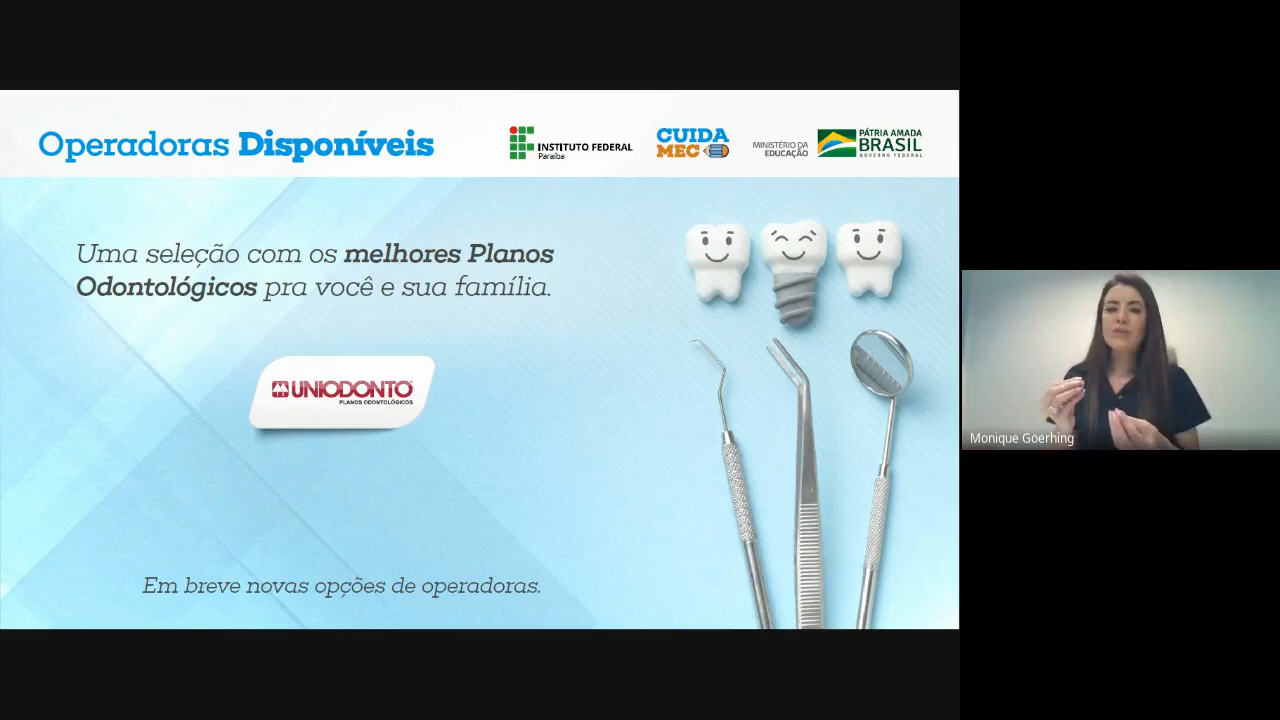 Operadoras Disponíveis
INSTITUTO FEDERAL
Paraíba
CUIDA
MEC
MINISTÉRIO DA
EDUCAÇÃO
PÁTRIA AMADA
BRASIL
GOVERNO FEDERAL
Uma seleção com os melhores Planos
Odontológicos pra você e sua família.
UNIODONTO
PLANOS ODONTOLÓGICOS
Em breve novas opções de operadoras.
Monique Goerhing